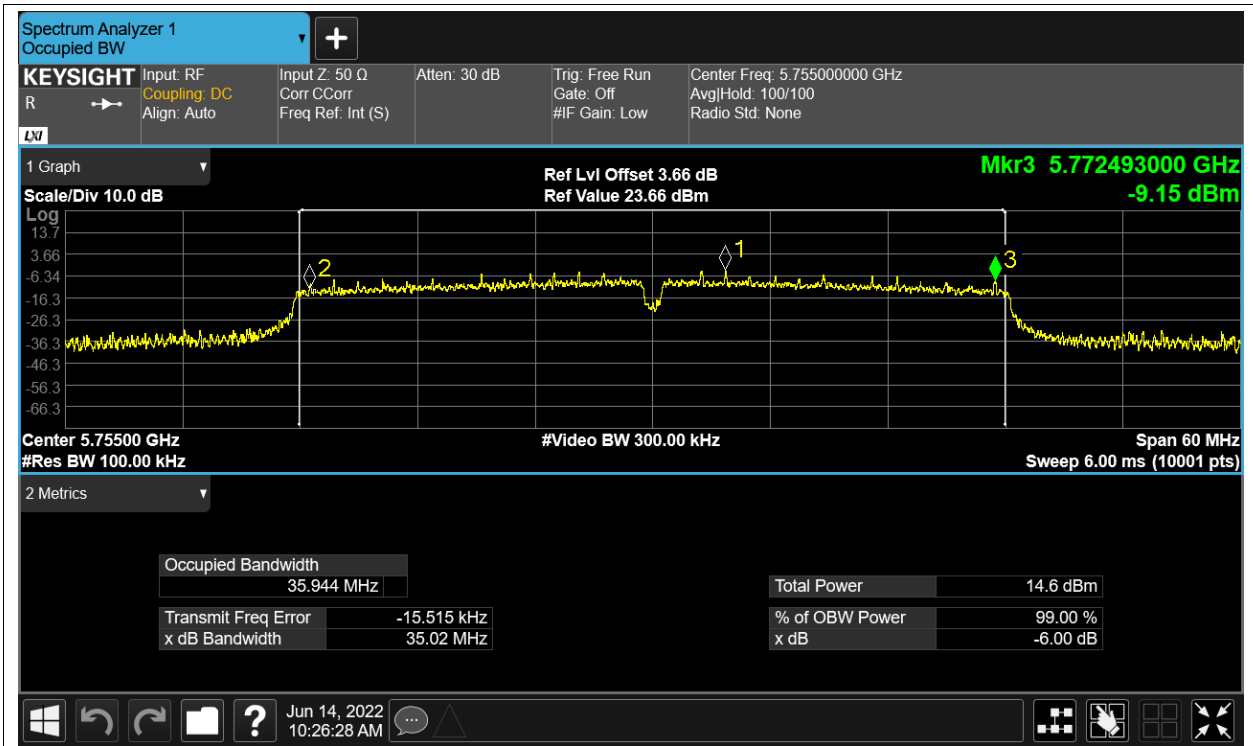 Spectrum Analyzer 1
Occupied BW
KEYSIGHT
R
LXI
Input: RF
Coupling: DC
Align: Auto
Input Z: 50 Ω
Corr CCorr
Freq Ref: Int (S)
Atten: 30 dB
Trig: Free Run
Gate: Off
#IF Gain: Low
Center Freq: 5.755000000 GHz
Avg|Hold: 100/100
Radio Std: None
1 Graph
Scale/Div 10.0 dB
Ref Lvl Offset 3.66 dB
Ref Value 23.66 dBm
Mkr3 5.772493000 GHz
-9.15 dBm
Log
13.7
3.66
-6.34
-16.3
-26.3
-36.3
-46.3
-56.3
-66.3
2
1
3
Center 5.75500 GHz
#Video BW 300.00 kHz
Span 60 MHz
#Res BW 100.00 kHz
Sweep 6.00 ms (10001 pts)
2 Metrics
Occupied Bandwidth
35.944 MHz
Total Power 14.6 dBm
Transmit Freq Error -15.515 kHz
% of OBW Power 99.00 %
x dB Bandwidth 35.02 MHz
x dB -6.00 dB
?
Jun 14, 2022
10:26:28 AM